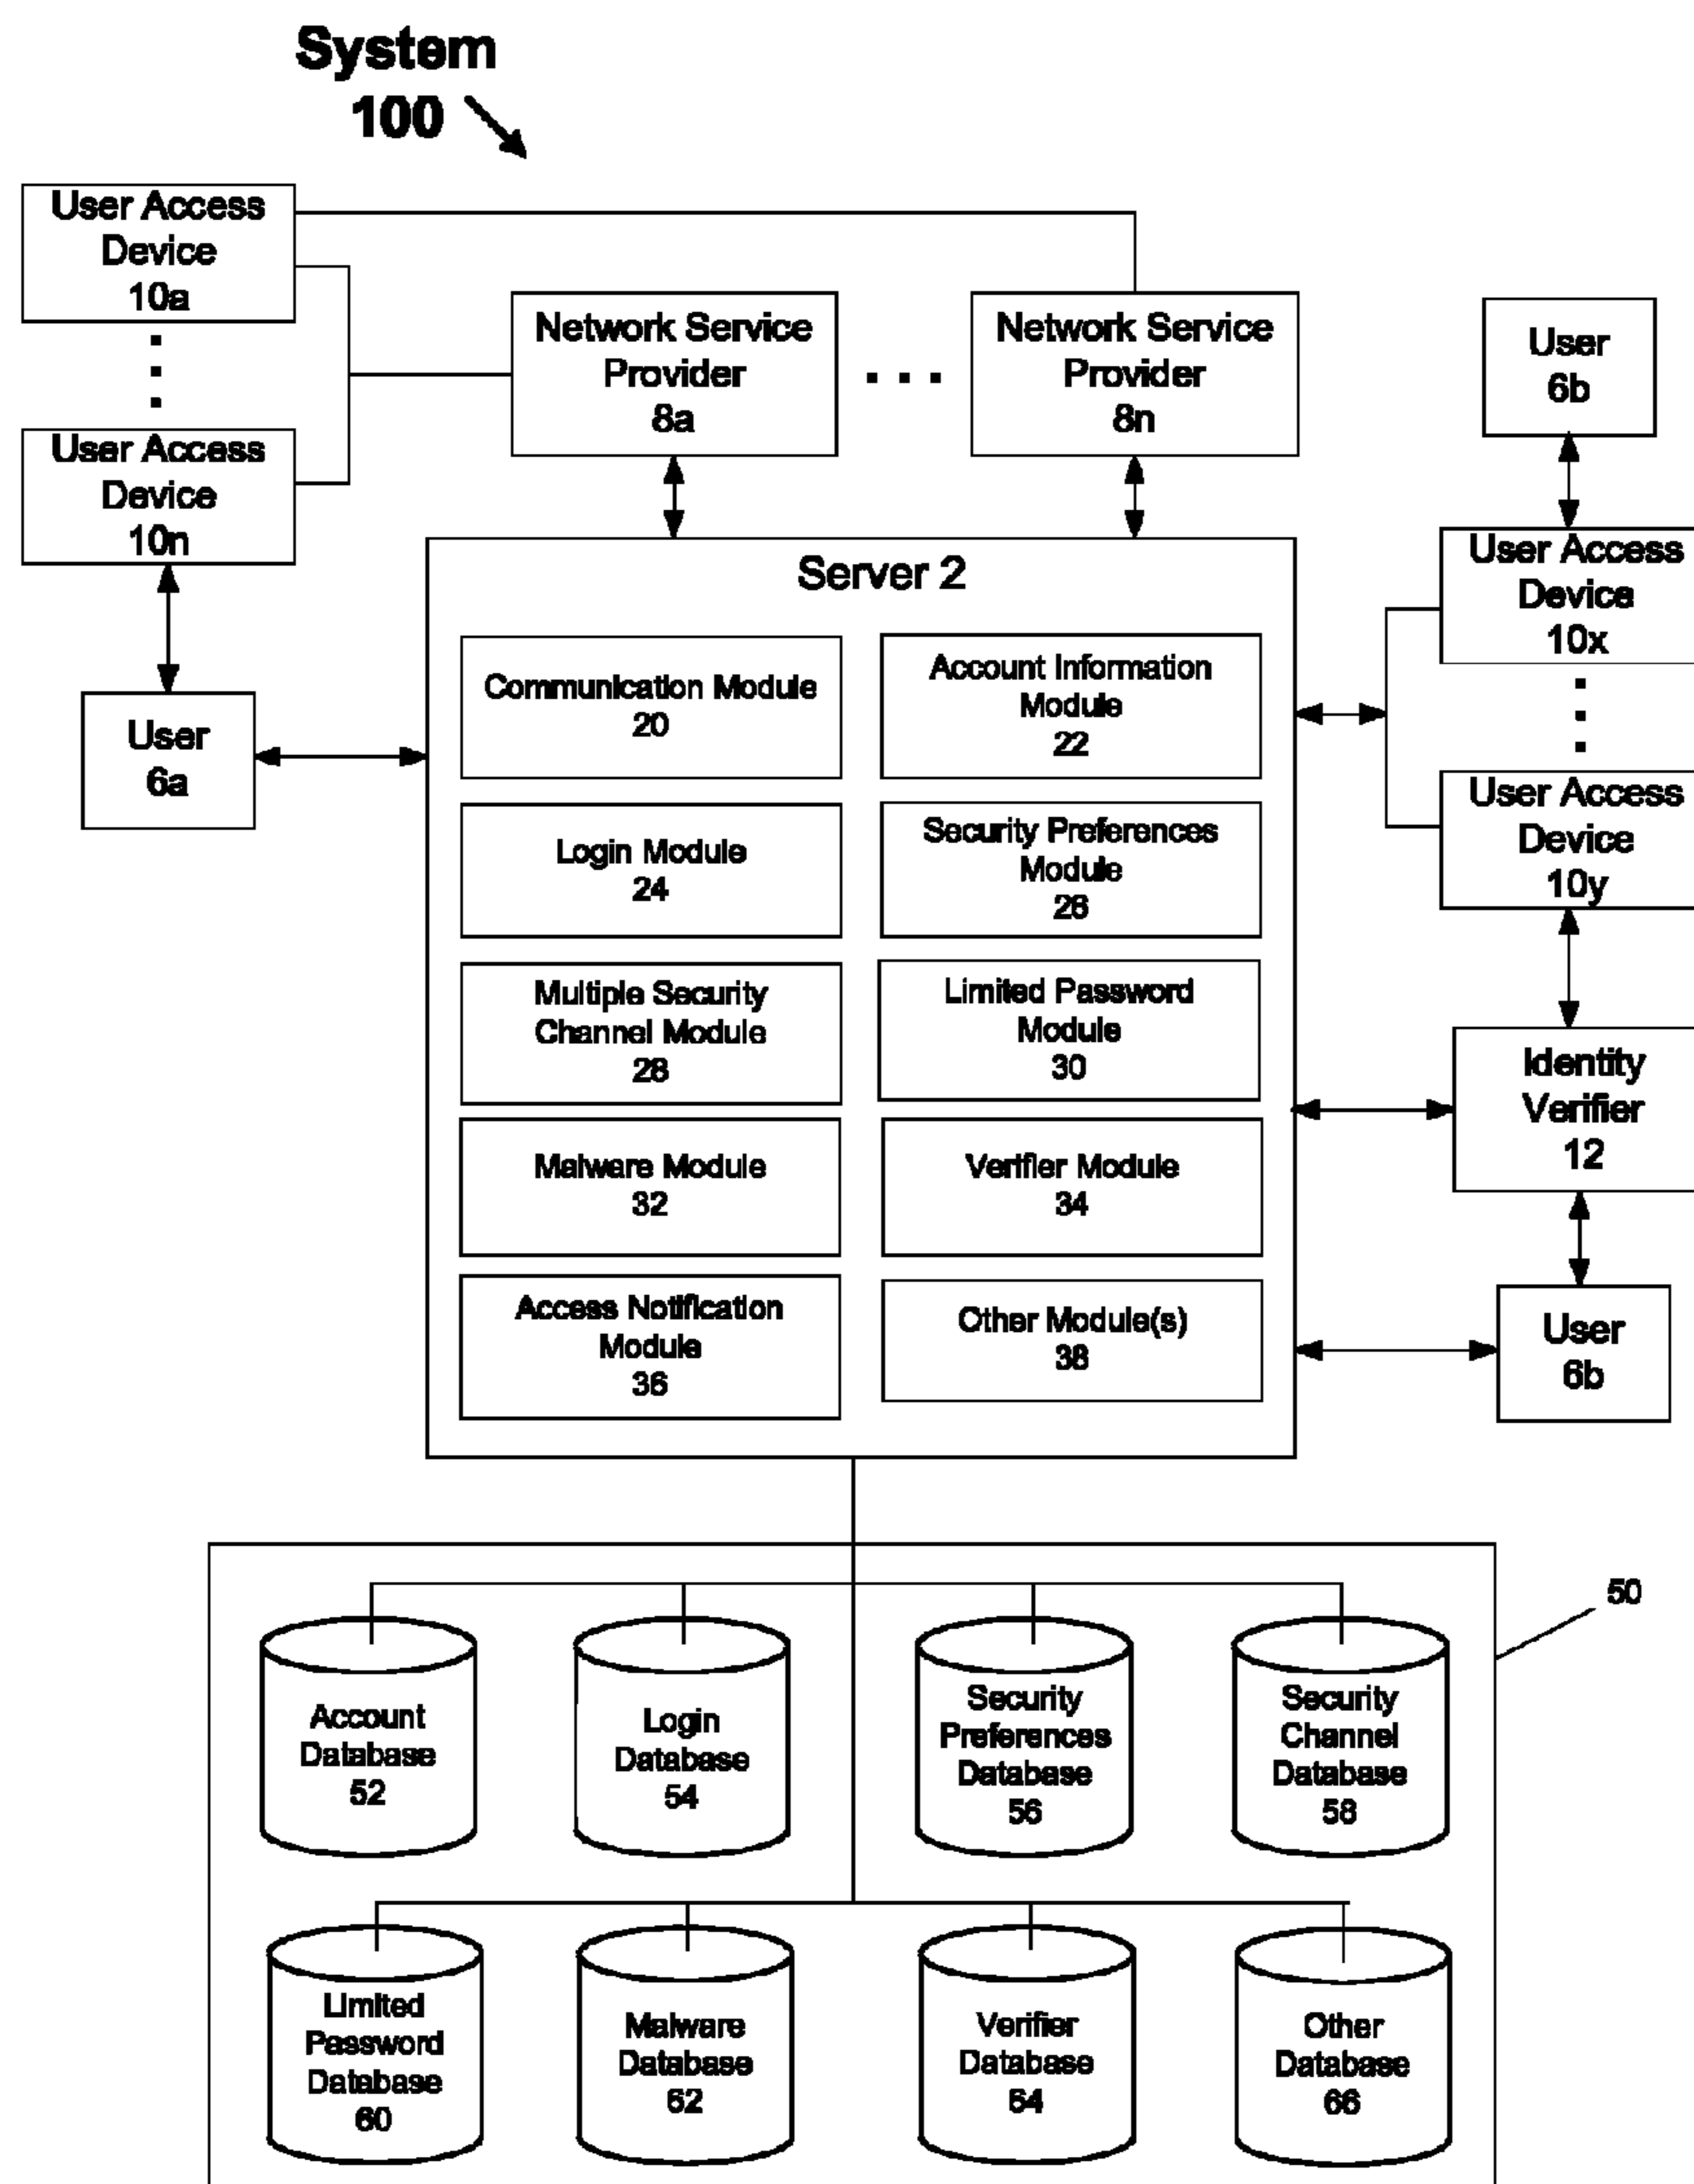 System
100
User Access
Device
10a
User Access
Device
10n
User
6a
Network Service
Provider
8a
. . .
Network Service
Provider
8n
User
6b
User Access
Device
10x
User Access
Device
10y
Identity
Verifier
12
User
6b
Server 2
Communication Module
20
Account Information
Module
22
Login Module
24
Security Preferences
Module
26
Multiple Security
Channel Module
28
Limited Password
Module
30
Malware Module
32
Verifier Module
34
Access Notification
Module
36
Other Module(s)
38
50
Account
Database
52
Login
Database
54
Security
Preferences
Database
56
Security
Channel
Database
58
Limited
Password
Database
60
Malware
Database
62
Verifier
Database
64
Other
Database
66